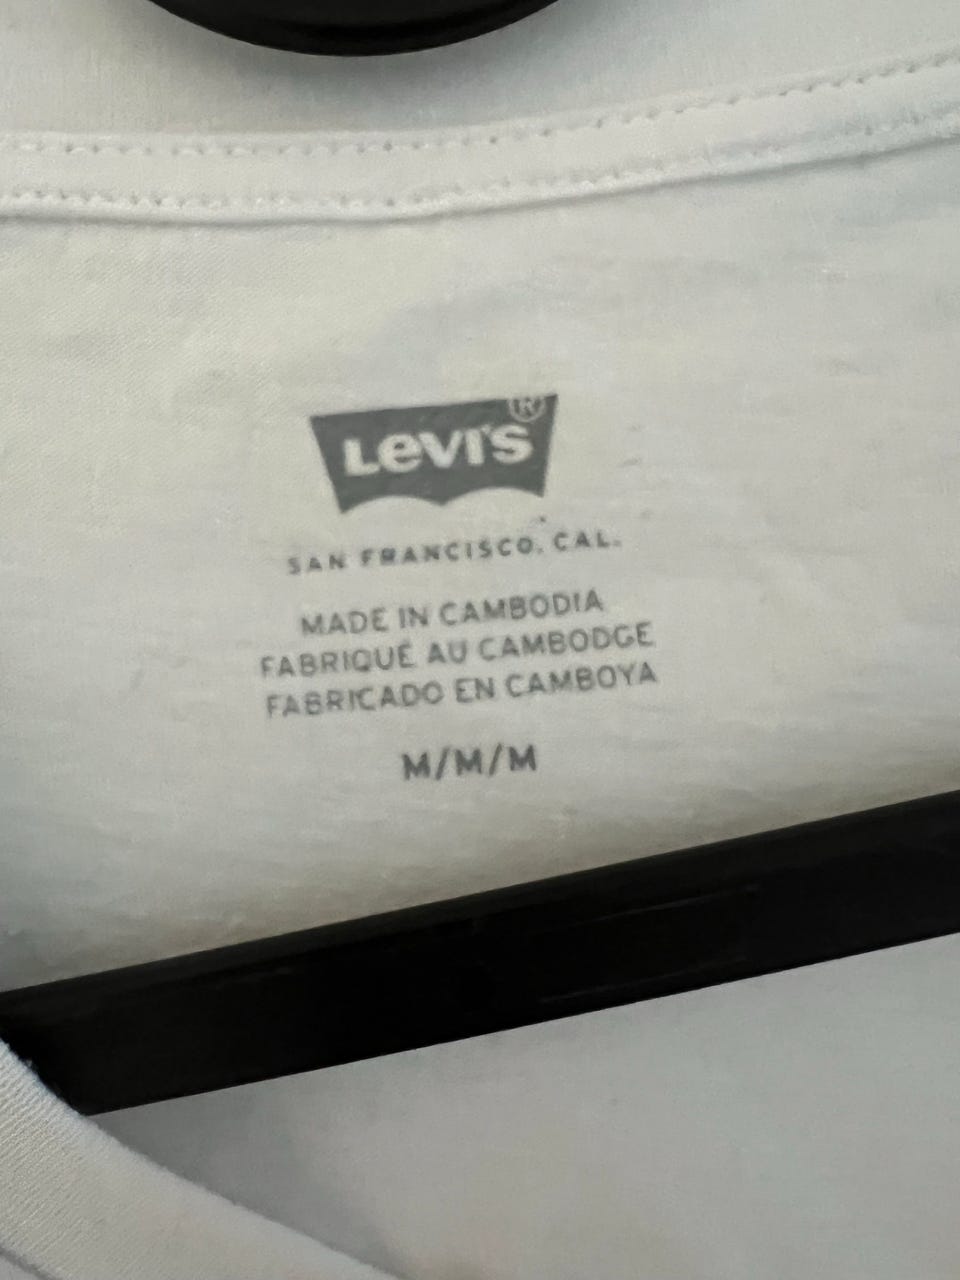 Levi's®
SAN FRANCISCO, CAL.
MADE IN CAMBODIA
FABRIQUÉ AU CAMBODGE
FABRICADO EN CAMBOYA
M/M/M